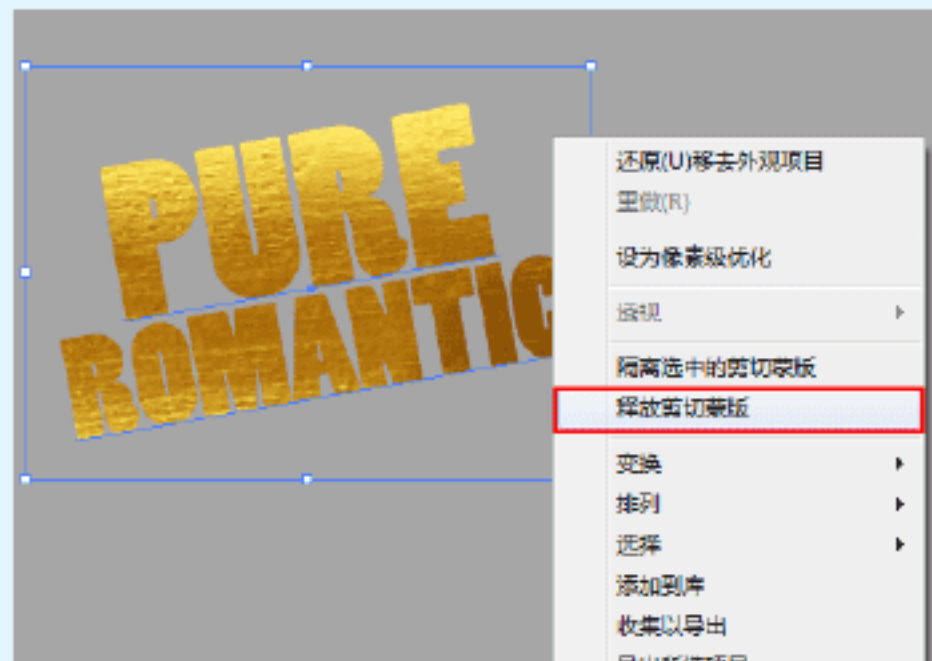 PURE
ROMANTIC
还原(U)移去外观项目
重做(R)
设为像素级优化
透视
隔离选中的剪切蒙版
释放剪切蒙版
变换
排列
选择
添加到库
收集以导出